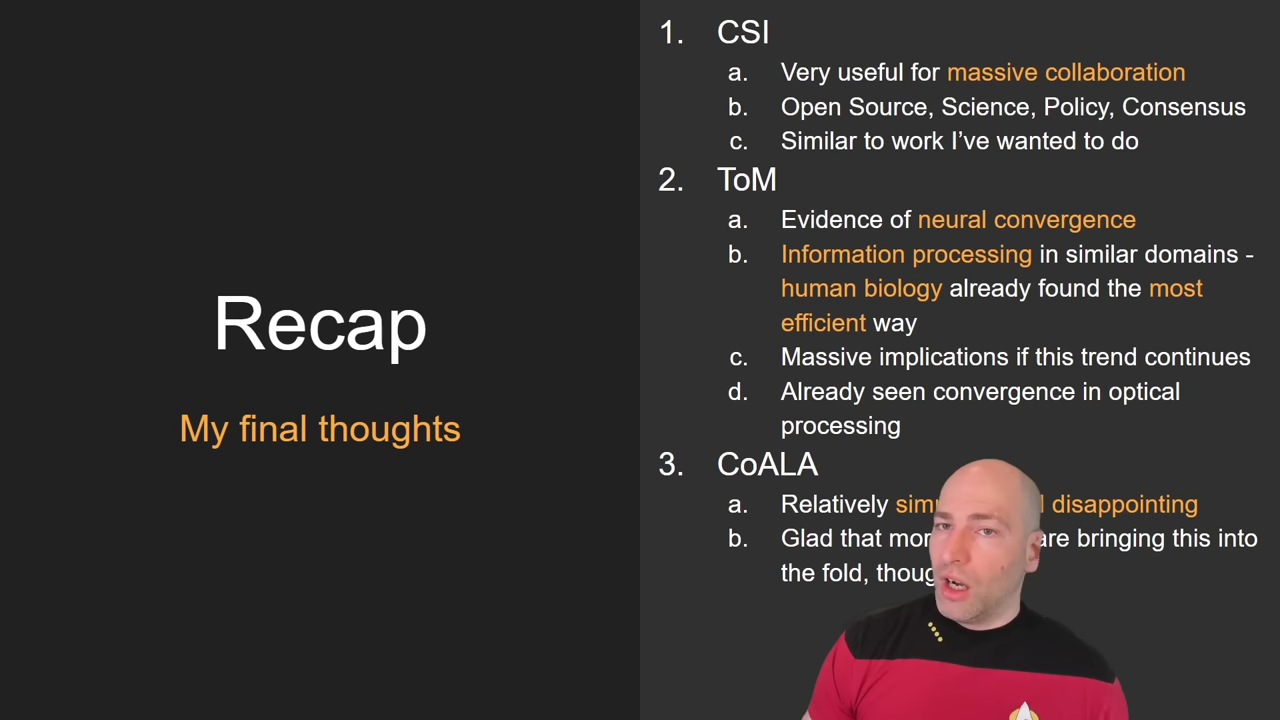 Recap
My final thoughts
1. CSI
a. Very useful for massive collaboration
b. Open Source, Science, Policy, Consensus
c. Similar to work I've wanted to do
2. ToM
a. Evidence of neural convergence
b. Information processing in similar domains -
human biology already found the most
efficient way
c. Massive implications if this trend continues
d. Already seen convergence in optical
processing
3. CoALA
a. Relatively disappointing
b. Glad that are bringing this into
the fold,